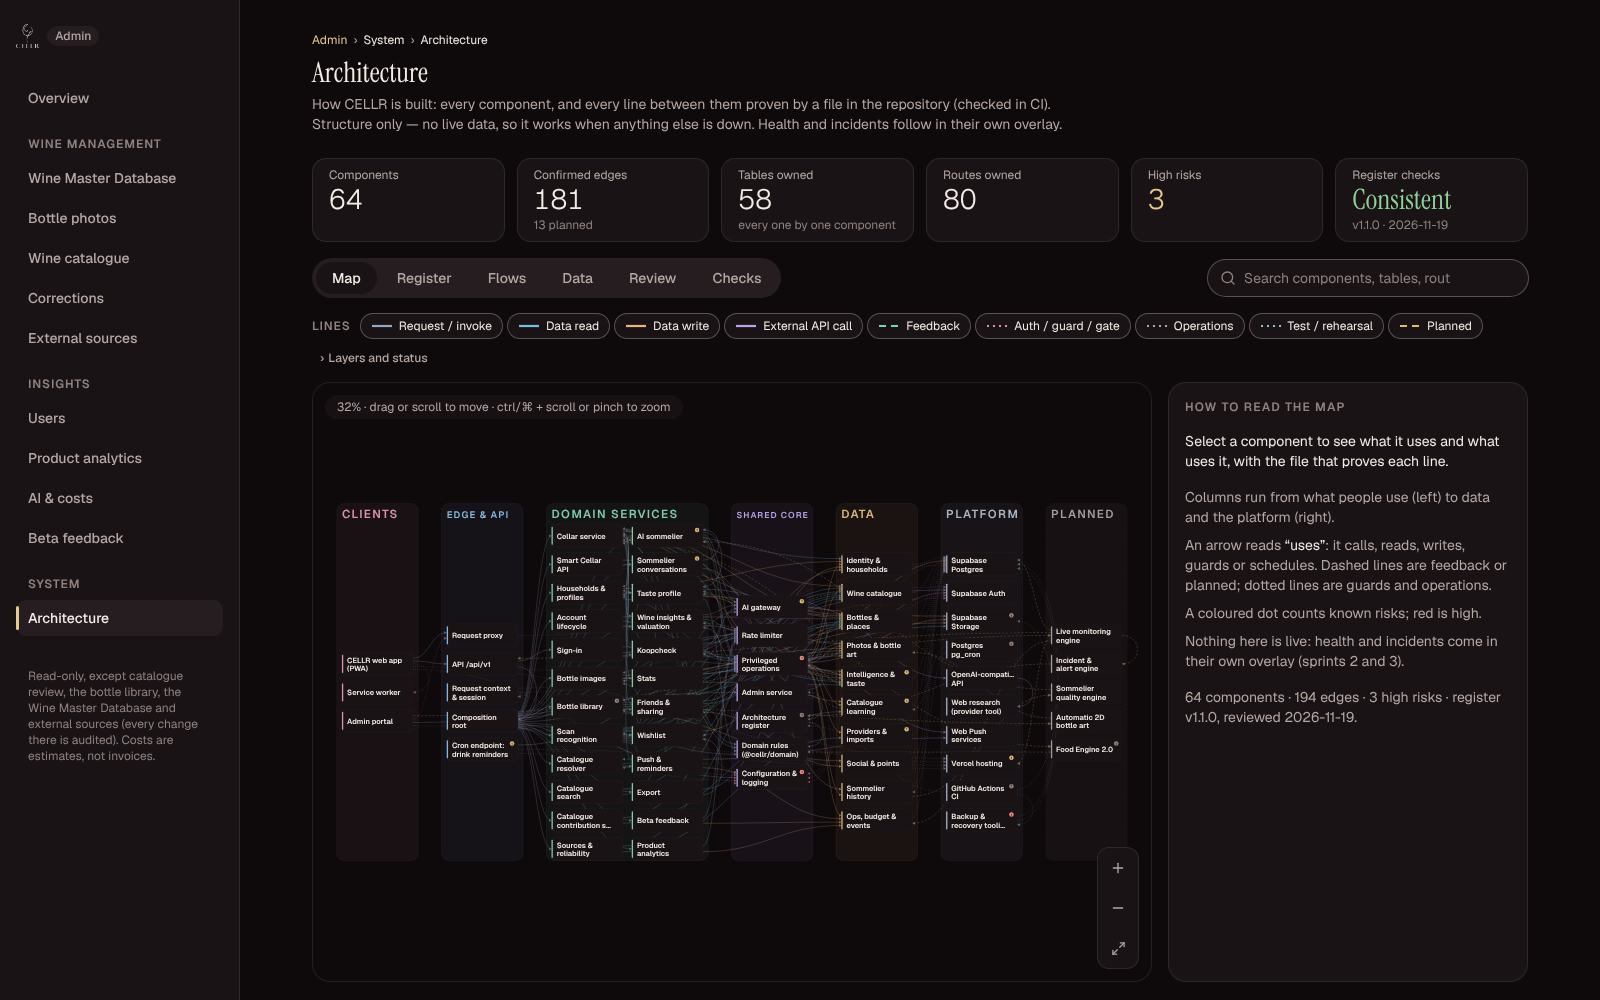 CELLR
Admin
Overview
WINE MANAGEMENT
Wine Master Database
Bottle photos
Wine catalogue
Corrections
External sources
INSIGHTS
Users
Product analytics
AI & costs
Beta feedback
SYSTEM
Architecture
Read-only, except catalogue
review, the bottle library, the
Wine Master Database and
external sources (every change
there is audited). Costs are
estimates, not invoices.
Admin › System › Architecture
Architecture
How CELLR is built: every component, and every line between them proven by a file in the repository (checked in CI).
Structure only — no live data, so it works when anything else is down. Health and incidents follow in their own overlay.
Components
64
Confirmed edges
181
13 planned
Tables owned
58
every one by one component
Routes owned
80
High risks
3
Register checks
Consistent
v1.1.0 · 2026-11-19
Map
Register
Flows
Data
Review
Checks
Search components, tables, rout
LINES
Request / invoke
Data read
Data write
External API call
Feedback
Auth / guard / gate
Operations
Test / rehearsal
Planned
› Layers and status
32% · drag or scroll to move · ctrl/⌘ + scroll or pinch to zoom
CLIENTS
CELLR web app
(PWA)
Service worker
Admin portal
EDGE & API
Request proxy
API /api/v1
Request context
& session
Composition
root
Cron endpoint:
drink reminders
DOMAIN SERVICES
Cellar service
Smart Cellar
API
Households &
profiles
Account
lifecycle
Sign-in
Bottle images
Bottle library
Scan
recognition
Catalogue
resolver
Catalogue
search
Catalogue
contribution s...
Sources &
reliability
AI sommelier
Sommelier
conversations
Taste profile
Wine insights &
valuation
Koopcheck
Stats
Friends &
sharing
Wishlist
Push &
reminders
Export
Beta feedback
Product
analytics
SHARED CORE
AI gateway
Rate limiter
Privileged
operations
Admin service
Architecture
register
Domain rules
(@cellr/domain)
Configuration &
logging
DATA
Identity &
households
Wine catalogue
Bottles &
places
Photos & bottle
art
Intelligence &
taste
Catalogue
learning
Providers &
imports
Social & points
Sommelier
history
Ops, budget &
events
PLATFORM
Supabase
Postgres
Supabase Auth
Supabase
Storage
Postgres
pg_cron
OpenAI-compati...
API
Web research
(provider tool)
Web Push
services
Vercel hosting
GitHub Actions
CI
Backup &
recovery tooli...
PLANNED
Live monitoring
engine
Incident &
alert engine
Sommelier
quality engine
Automatic 2D
bottle art
Food Engine 2.0
HOW TO READ THE MAP
Select a component to see what it uses and what
uses it, with the file that proves each line.
Columns run from what people use (left) to data
and the platform (right).
An arrow reads “uses”: it calls, reads, writes,
guards or schedules. Dashed lines are feedback or
planned; dotted lines are guards and operations.
A coloured dot counts known risks; red is high.
Nothing here is live: health and incidents come in
their own overlay (sprints 2 and 3).
64 components · 194 edges · 3 high risks · register
v1.1.0, reviewed 2026-11-19.